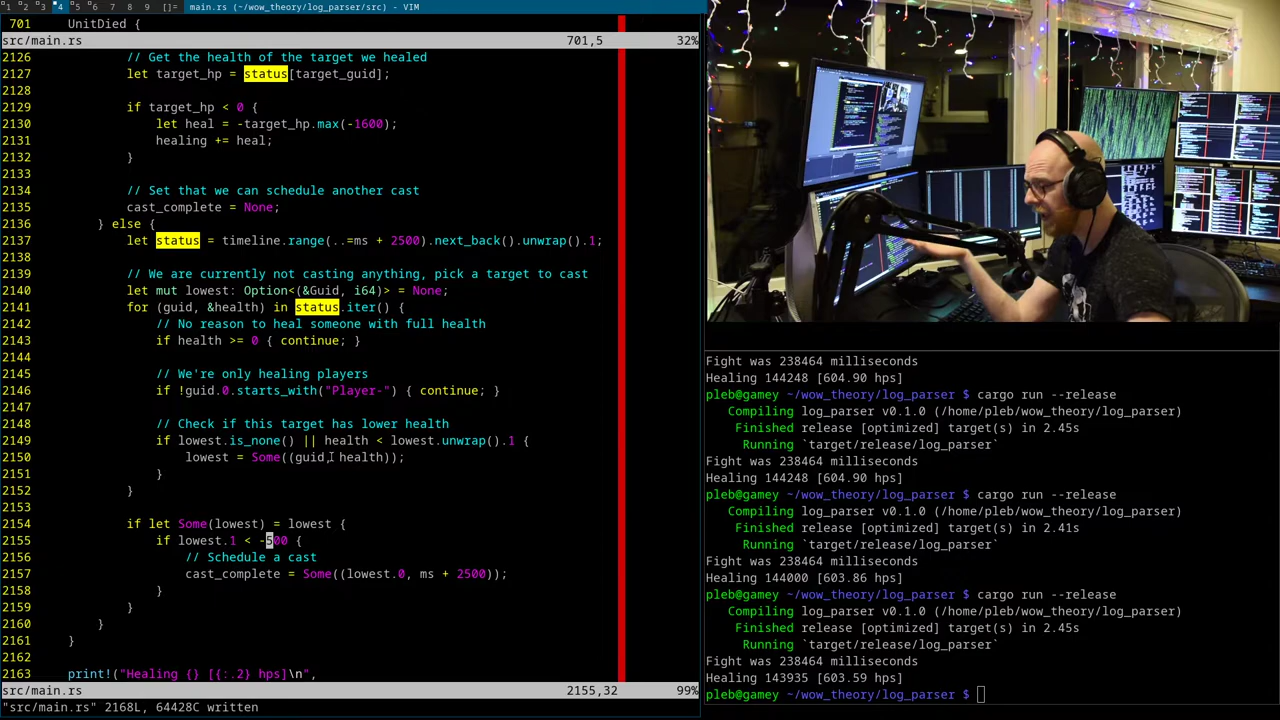 1 2 3 4 5 6 7 8 9 []= main.rs (~/wow_theory/log_parser/src) - VIM
701     UnitDied {
src/main.rs 701,5 32%
2126             // Get the health of the target we healed
2127             let target_hp = status[target_guid];
2128
2129             if target_hp < 0 {
2130                 let heal = -target_hp.max(-1600);
2131                 healing += heal;
2132             }
2133
2134             // Set that we can schedule another cast
2135             cast_complete = None;
2136         } else {
2137             let status = timeline.range(..=ms + 2500).next_back().unwrap().1;
2138
2139             // We are currently not casting anything, pick a target to cast
2140             let mut lowest: Option<(&Guid, i64)> = None;
2141             for (guid, &health) in status.iter() {
2142                 // No reason to heal someone with full health
2143                 if health >= 0 { continue; }
2144
2145                 // We're only healing players
2146                 if !guid.0.starts_with("Player-") { continue; }
2147
2148                 // Check if this target has lower health
2149                 if lowest.is_none() || health < lowest.unwrap().1 {
2150                     lowest = Some((guid, health));
2151                 }
2152             }
2153
2154             if let Some(lowest) = lowest {
2155                 if lowest.1 < -500 {
2156                     // Schedule a cast
2157                     cast_complete = Some((lowest.0, ms + 2500));
2158                 }
2159             }
2160         }
2161     }
2162
2163     print!("Healing {} [{:.2} hps]\n",
src/main.rs 2155,32 99%
"src/main.rs" 2168L, 64428C written
Fight was 238464 milliseconds
Healing 144248 [604.90 hps]
pleb@gamey ~/wow_theory/log_parser $ cargo run --release
   Compiling log_parser v0.1.0 (/home/pleb/wow_theory/log_parser)
    Finished release [optimized] target(s) in 2.45s
     Running `target/release/log_parser`
Fight was 238464 milliseconds
Healing 144248 [604.90 hps]
pleb@gamey ~/wow_theory/log_parser $ cargo run --release
   Compiling log_parser v0.1.0 (/home/pleb/wow_theory/log_parser)
    Finished release [optimized] target(s) in 2.41s
     Running `target/release/log_parser`
Fight was 238464 milliseconds
Healing 144000 [603.86 hps]
pleb@gamey ~/wow_theory/log_parser $ cargo run --release
   Compiling log_parser v0.1.0 (/home/pleb/wow_theory/log_parser)
    Finished release [optimized] target(s) in 2.45s
     Running `target/release/log_parser`
Fight was 238464 milliseconds
Healing 143935 [603.59 hps]
pleb@gamey ~/wow_theory/log_parser $